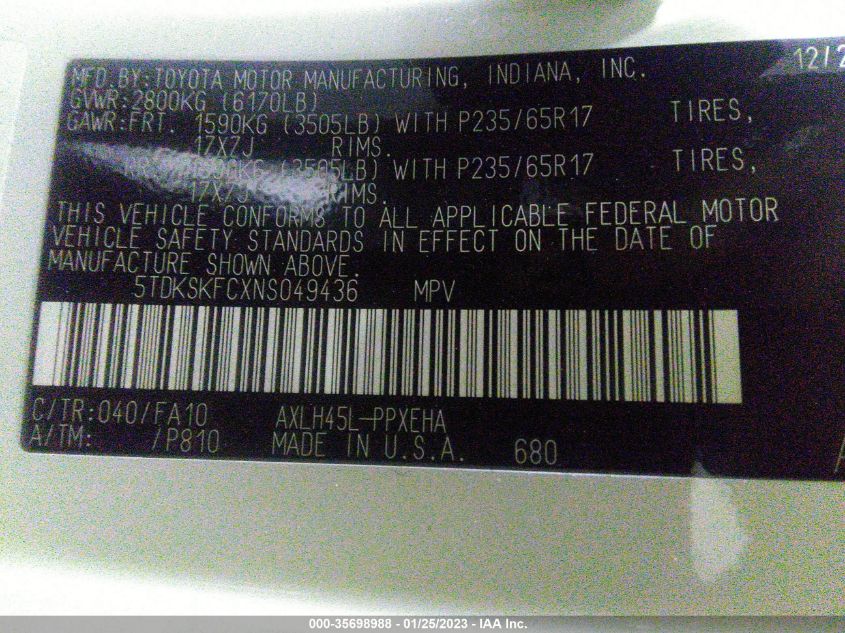 12/2
MFD. BY: TOYOTA MOTOR MANUFACTURING, INDIANA, INC.
GVWR: 2800KG (6170LB)
GAWR: FRT. 1590KG (3505LB) WITH P235/65R17 TIRES,
17X7J RIMS.
(3505LB) WITH P235/65R17 TIRES,
17X7J RIMS.
THIS VEHICLE CONFORMS TO ALL APPLICABLE FEDERAL MOTOR
VEHICLE SAFETY STANDARDS IN EFFECT ON THE DATE OF
MANUFACTURE SHOWN ABOVE.
5TDKSKFCXNS049436 MPV
C/TR: 040/FA10 AXLH45L-PPXEHA
A/TM: /P810 MADE IN U.S.A. 680
000-35698988 - 01/25/2023 - IAA Inc.